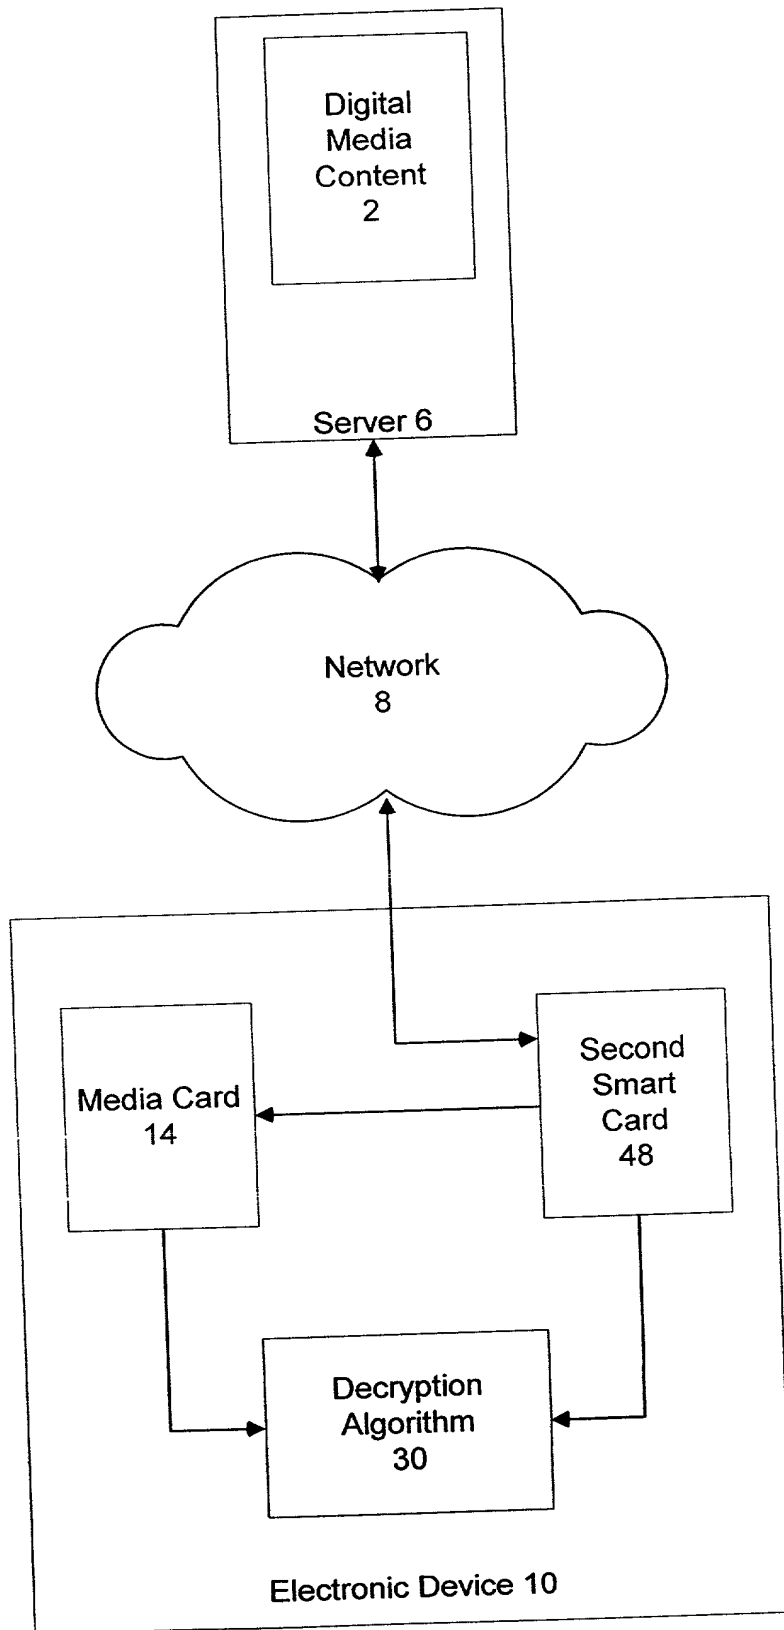 Digital
Media
Content
2
Server 6
Network
8
Media Card
14
Second
Smart
Card
48
Decryption
Algorithm
30
Electronic Device 10